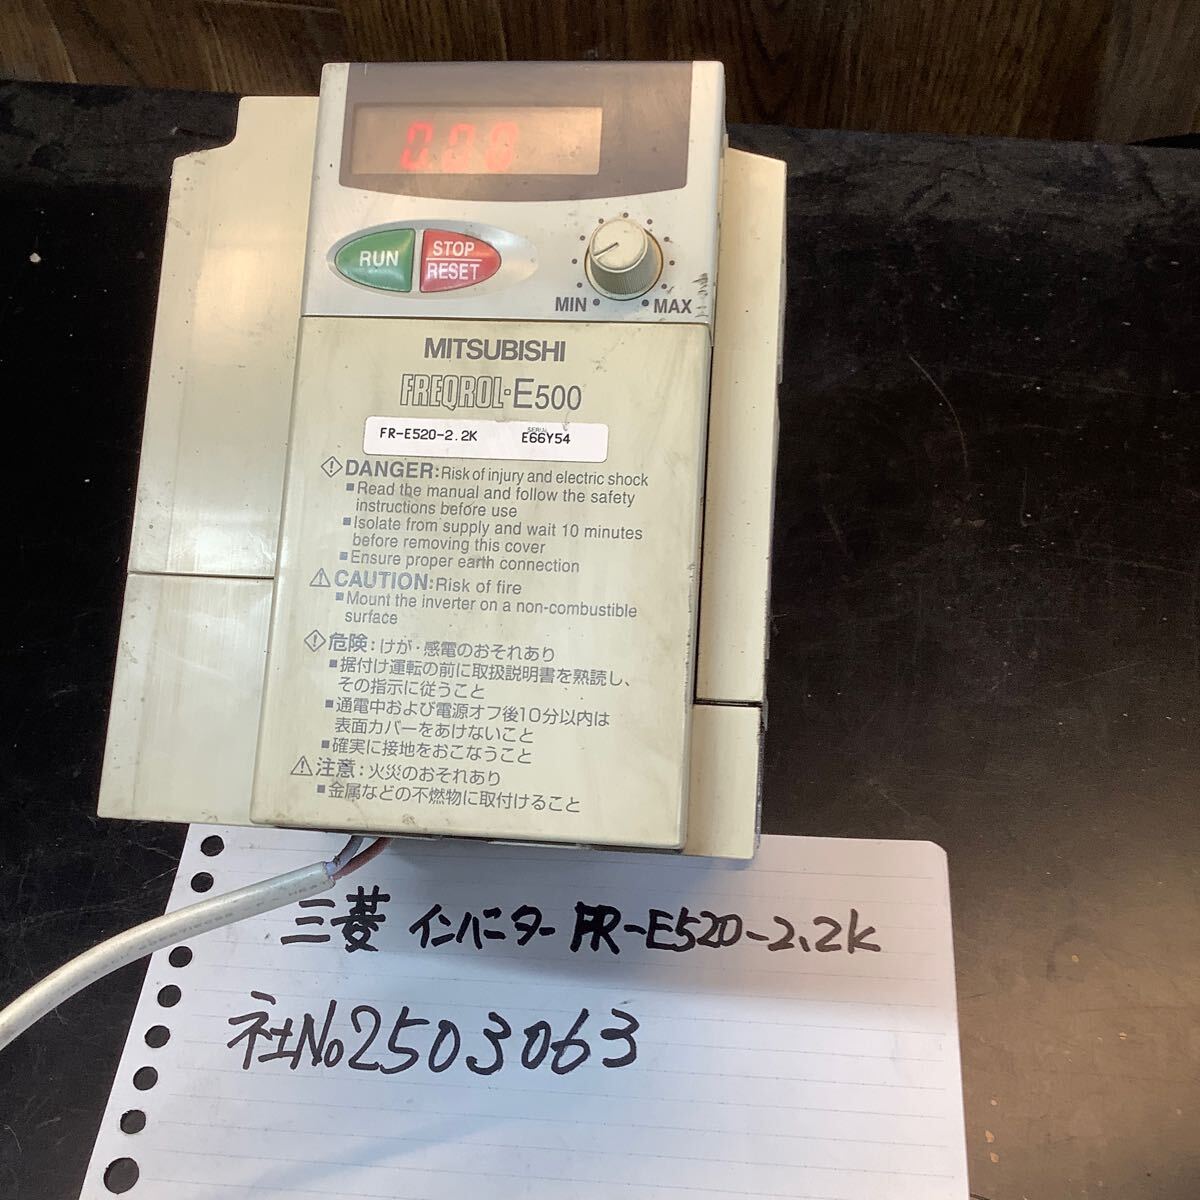 0.00
RUN
STOP
RESET
MIN
MAX
MITSUBISHI
FREQROL-E500
SERIAL
FR-E520-2.2K E66Y54
DANGER: Risk of injury and electric shock
■Read the manual and follow the safety
instructions before use
■Isolate from supply and wait 10 minutes
before removing this cover
■Ensure proper earth connection
CAUTION: Risk of fire
■Mount the inverter on a non-combustible
surface
危険：けが・感電のおそれあり
■据付け運転の前に取扱説明書を熟読し、
その指示に従うこと
■通電中および電源オフ後10分以内は
表面カバーをあけないこと
■確実に接地をおこなうこと
注意：火災のおそれあり
■金属などの不燃物に取付けること
三菱 インバーター FR-E520-2.2K
社No2503063